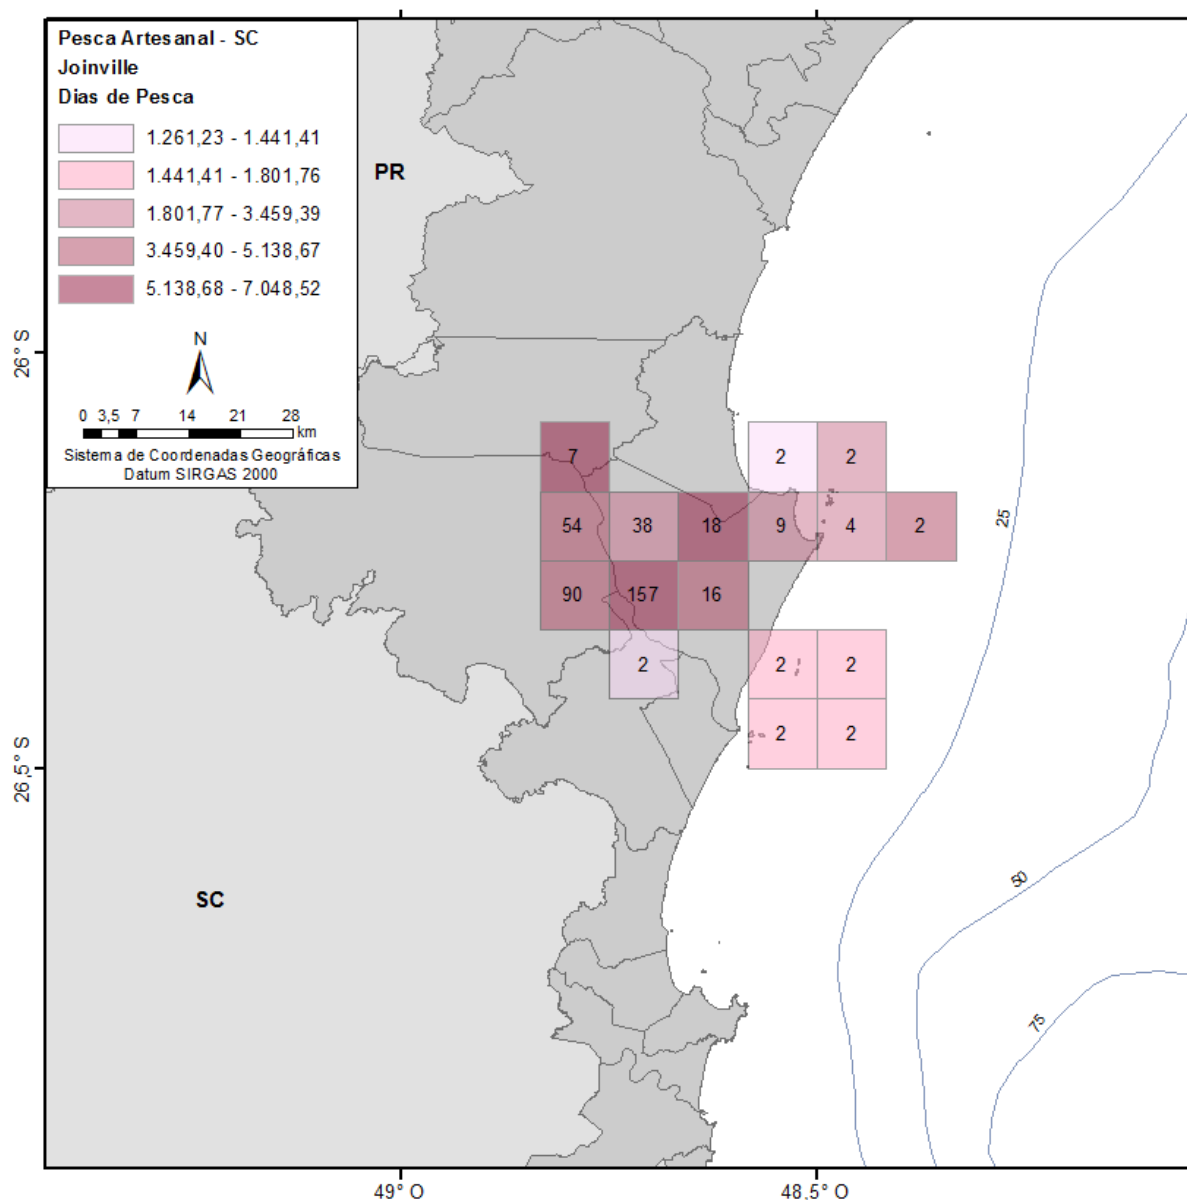 Pesca Artesanal - SC
Joinville
Dias de Pesca
1.261,23 - 1.441,41
1.441,41 - 1.801,76
1.801,77 - 3.459,39
3.459,40 - 5.138,67
5.138,68 - 7.048,52
N
0 3,5 7 14 21 28
km
Sistema de Coordenadas Geográficas
Datum SIRGAS 2000
PR
26° S
7 2 2
54 38 18 9 4 2
25
90 157 16
2 2 2
2 2
26,5° S
50
SC
75
49° O 48,5° O